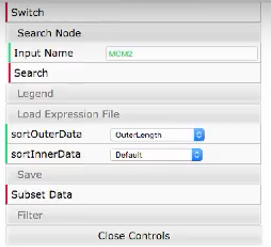 Switch
Search Node
Input Name MCM2
Search
Legend
Load Expression File
sortOuterData OuterLength
sortInnerData Default
Save
Subset Data
Filter
Close Controls